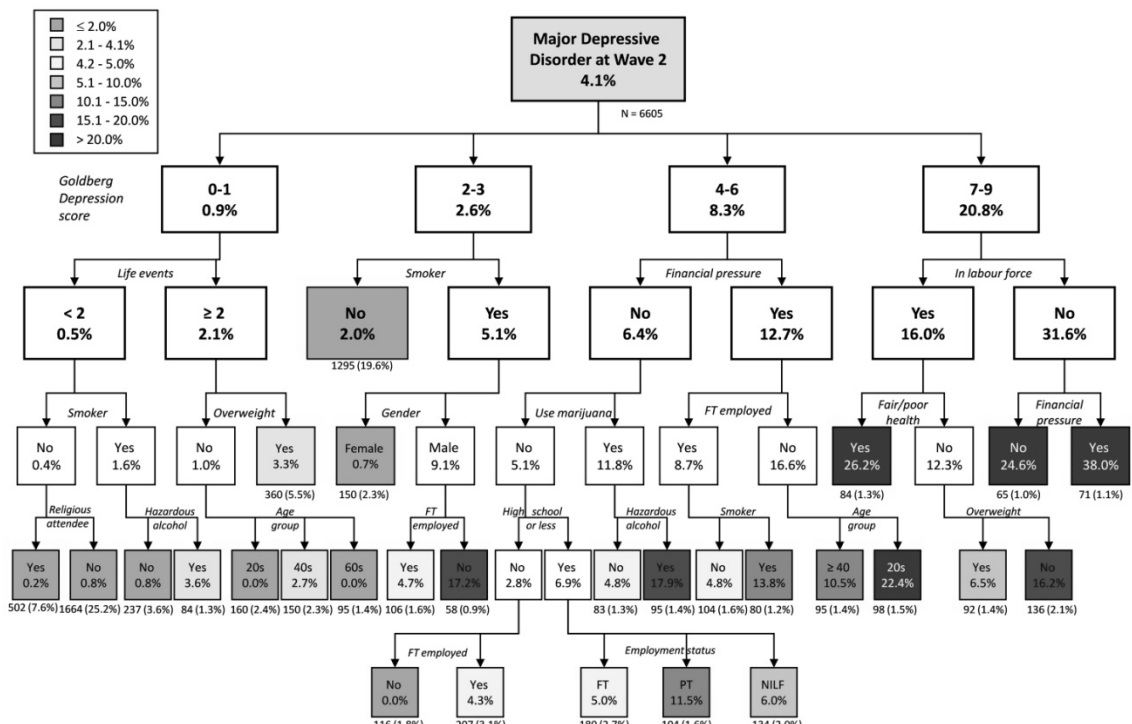 ≤ 2.0%
2.1 - 4.1%
4.2 - 5.0%
5.1 - 10.0%
10.1 - 15.0%
15.1 - 20.0%
> 20.0%
Major Depressive
Disorder at Wave 2
4.1%
N = 6605
Goldberg
Depression
score
0-1
0.9%
2-3
2.6%
4-6
8.3%
7-9
20.8%
Life events
Smoker
Financial pressure
In labour force
< 2
0.5%
≥ 2
2.1%
No
2.0%
1295 (19.6%)
Yes
5.1%
No
6.4%
Yes
12.7%
Yes
16.0%
No
31.6%
Smoker
Overweight
Gender
Use marijuana
FT employed
Fair/poor
health
Financial
pressure
No
0.4%
Yes
1.6%
No
1.0%
Yes
3.3%
360 (5.5%)
Female
0.7%
150 (2.3%)
Male
9.1%
No
5.1%
Yes
11.8%
Yes
8.7%
No
16.6%
Yes
26.2%
84 (1.3%)
No
12.3%
No
24.6%
65 (1.0%)
Yes
38.0%
71 (1.1%)
Religious
attendee
Hazardous
alcohol
Age
group
FT
employed
High school
or less
Hazardous
alcohol
Smoker
Age
group
Overweight
Yes
0.2%
502 (7.6%)
No
0.8%
1664 (25.2%)
No
0.8%
237 (3.6%)
Yes
3.6%
84 (1.3%)
20s
0.0%
160 (2.4%)
40s
2.7%
150 (2.3%)
60s
0.0%
95 (1.4%)
Yes
4.7%
106 (1.6%)
No
17.2%
58 (0.9%)
No
2.8%
Yes
6.9%
No
4.8%
83 (1.3%)
Yes
17.9%
95 (1.4%)
No
4.8%
104 (1.6%)
Yes
13.8%
80 (1.2%)
≥ 40
10.5%
95 (1.4%)
20s
22.4%
98 (1.5%)
Yes
6.5%
92 (1.4%)
No
16.2%
136 (2.1%)
FT employed
Employment status
No
0.0%
116 (1.8%)
Yes
4.3%
207 (3.1%)
FT
5.0%
180 (2.7%)
PT
11.5%
104 (1.6%)
NILF
6.0%
134 (2.0%)